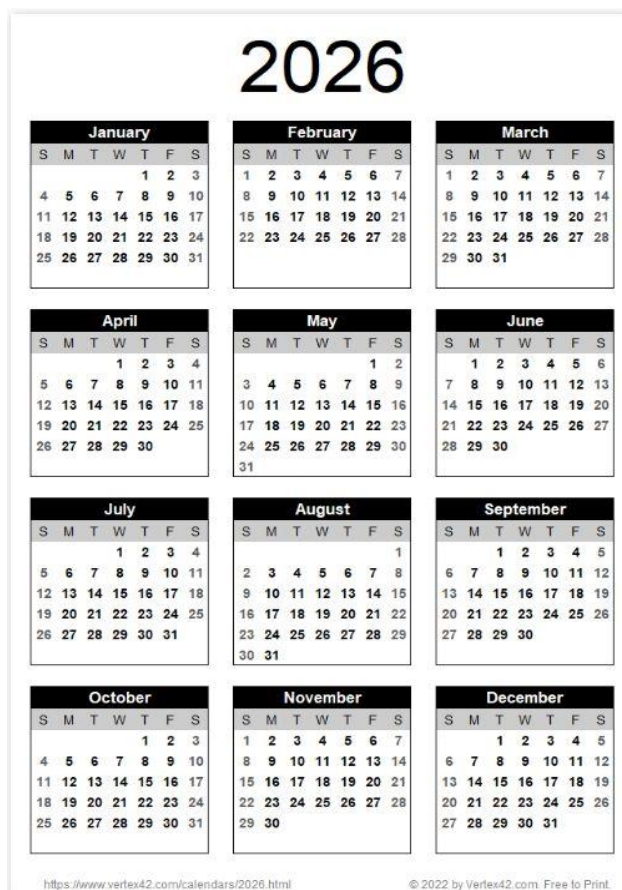 2026
January
S M T W T F S
1 2 3
4 5 6 7 8 9 10
11 12 13 14 15 16 17
18 19 20 21 22 23 24
25 26 27 28 29 30 31
February
S M T W T F S
1 2 3 4 5 6 7
8 9 10 11 12 13 14
15 16 17 18 19 20 21
22 23 24 25 26 27 28
March
S M T W T F S
1 2 3 4 5 6 7
8 9 10 11 12 13 14
15 16 17 18 19 20 21
22 23 24 25 26 27 28
29 30 31
April
S M T W T F S
1 2 3 4
5 6 7 8 9 10 11
12 13 14 15 16 17 18
19 20 21 22 23 24 25
26 27 28 29 30
May
S M T W T F S
1 2
3 4 5 6 7 8 9
10 11 12 13 14 15 16
17 18 19 20 21 22 23
24 25 26 27 28 29 30
31
June
S M T W T F S
1 2 3 4 5 6
7 8 9 10 11 12 13
14 15 16 17 18 19 20
21 22 23 24 25 26 27
28 29 30
July
S M T W T F S
1 2 3 4
5 6 7 8 9 10 11
12 13 14 15 16 17 18
19 20 21 22 23 24 25
26 27 28 29 30 31
August
S M T W T F S
1
2 3 4 5 6 7 8
9 10 11 12 13 14 15
16 17 18 19 20 21 22
23 24 25 26 27 28 29
30 31
September
S M T W T F S
1 2 3 4 5
6 7 8 9 10 11 12
13 14 15 16 17 18 19
20 21 22 23 24 25 26
27 28 29 30
October
S M T W T F S
1 2 3
4 5 6 7 8 9 10
11 12 13 14 15 16 17
18 19 20 21 22 23 24
25 26 27 28 29 30 31
November
S M T W T F S
1 2 3 4 5 6 7
8 9 10 11 12 13 14
15 16 17 18 19 20 21
22 23 24 25 26 27 28
29 30
December
S M T W T F S
1 2 3 4 5
6 7 8 9 10 11 12
13 14 15 16 17 18 19
20 21 22 23 24 25 26
27 28 29 30 31
https://www.vertex42.com/calendars/2026.html
© 2022 by Vertex42.com. Free to Print.